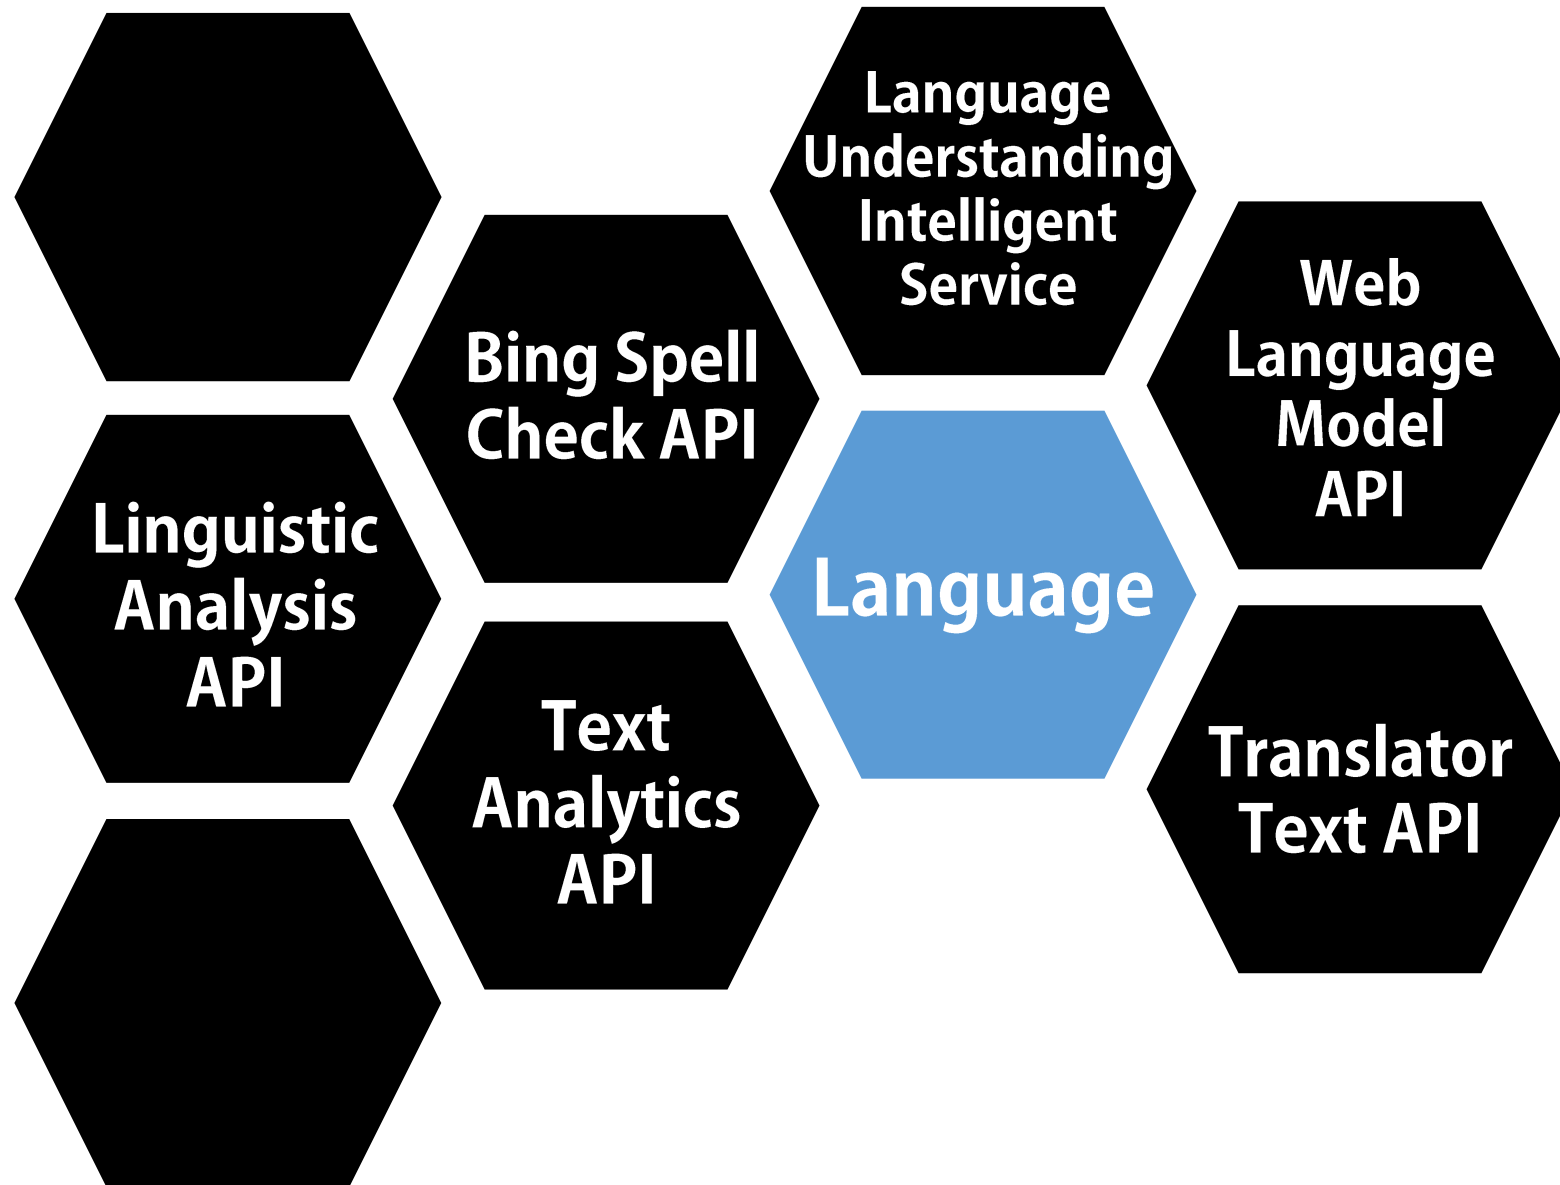 Language
Understanding
Intelligent
Service
Web
Language
Model
API
Bing Spell
Check API
Linguistic
Analysis
API
Language
Text
Analytics
API
Translator
Text API